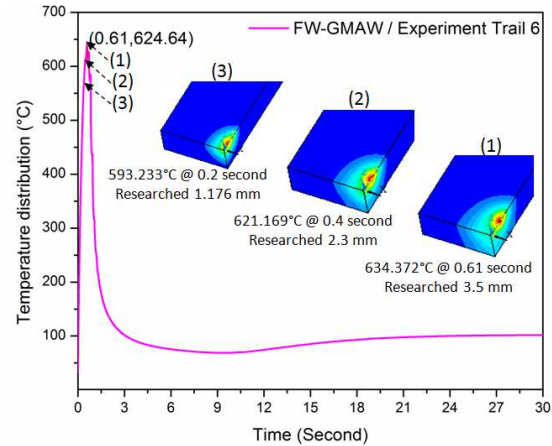 700
600
500
400
300
200
100
0
Temperature distribution (°C)
FW-GMAW / Experiment Trail 6
(0.61,624.64)
(1)
(2)
(3)
(3)
593.233°C @ 0.2 second
Researched 1.176 mm
(2)
621.169°C @ 0.4 second
Researched 2.3 mm
(1)
634.372°C @ 0.61 second
Researched 3.5 mm
0 3 6 9 12 15 18 21 24 27 30
Time (Second)